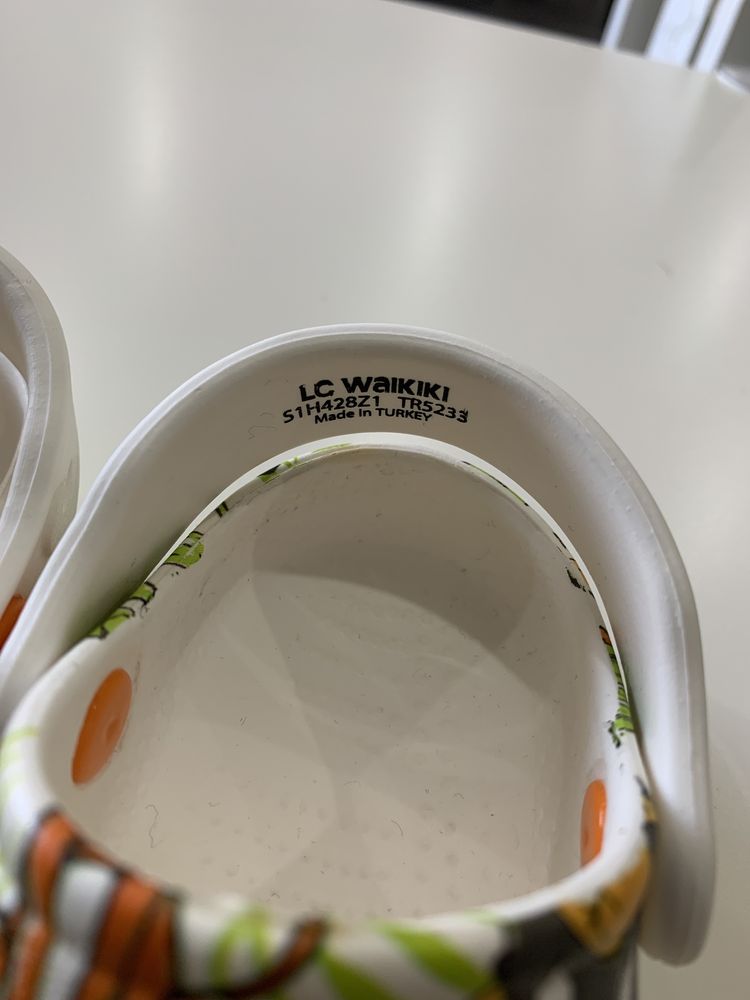 LC WaIKIKI
S1H428Z1 TR5233
Made in TURKEY